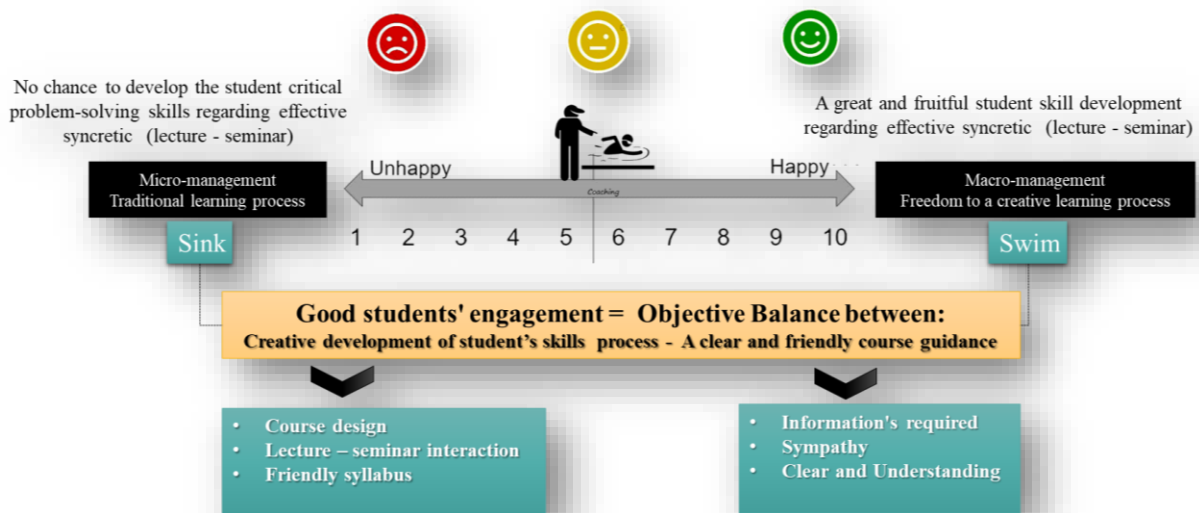 No chance to develop the student critical
problem-solving skills regarding effective
syncretic (lecture - seminar)
A great and fruitful student skill development
regarding effective syncretic (lecture - seminar)
Unhappy
Happy
Micro-management
Traditional learning process
Coaching
Macro-management
Freedom to a creative learning process
Sink
1 2 3 4 5 6 7 8 9 10
Swim
Good students' engagement = Objective Balance between:
Creative development of student's skills process - A clear and friendly course guidance
• Course design
• Lecture – seminar interaction
• Friendly syllabus
• Information's required
• Sympathy
• Clear and Understanding